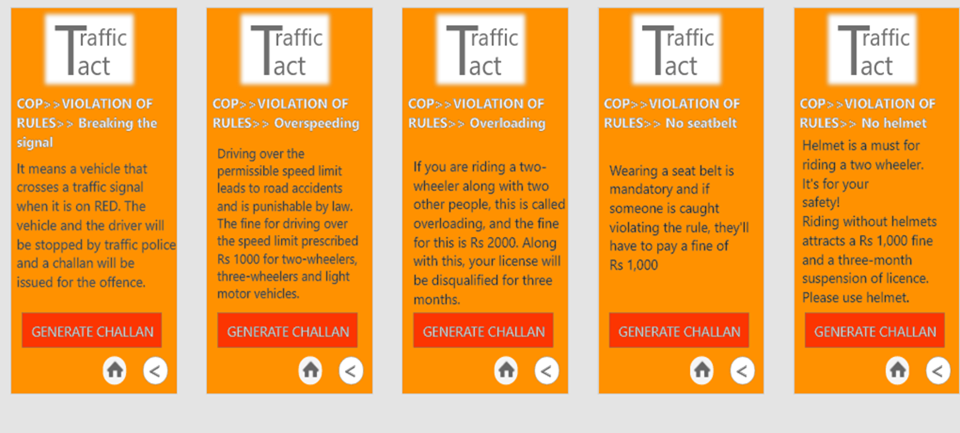 Traffic
act
COP>>VIOLATION OF
RULES>> Breaking the
signal
It means a vehicle that
crosses a traffic signal
when it is on RED. The
vehicle and the driver will
be stopped by traffic police
and a challan will be
issued for the offence.
GENERATE CHALLAN
<
Traffic
act
COP>>VIOLATION OF
RULES>> Overspeeding
Driving over the
permissible speed limit
leads to road accidents
and is punishable by law.
The fine for driving over
the speed limit prescribed
Rs 1000 for two-wheelers,
three-wheelers and light
motor vehicles.
GENERATE CHALLAN
<
Traffic
act
COP>>VIOLATION OF
RULES>> Overloading
If you are riding a two-
wheeler along with two
other people, this is called
overloading, and the fine
for this is Rs 2000. Along
with this, your license will
be disqualified for three
months.
GENERATE CHALLAN
<
Traffic
act
COP>>VIOLATION OF
RULES>> No seatbelt
Wearing a seat belt is
mandatory and if
someone is caught
violating the rule, they'll
have to pay a fine of
Rs 1,000
GENERATE CHALLAN
<
Traffic
act
COP>>VIOLATION OF
RULES>> No helmet
Helmet is a must for
riding a two wheeler.
It's for your
safety!
Riding without helmets
attracts a Rs 1,000 fine
and a three-month
suspension of licence.
Please use helmet.
GENERATE CHALLAN
<